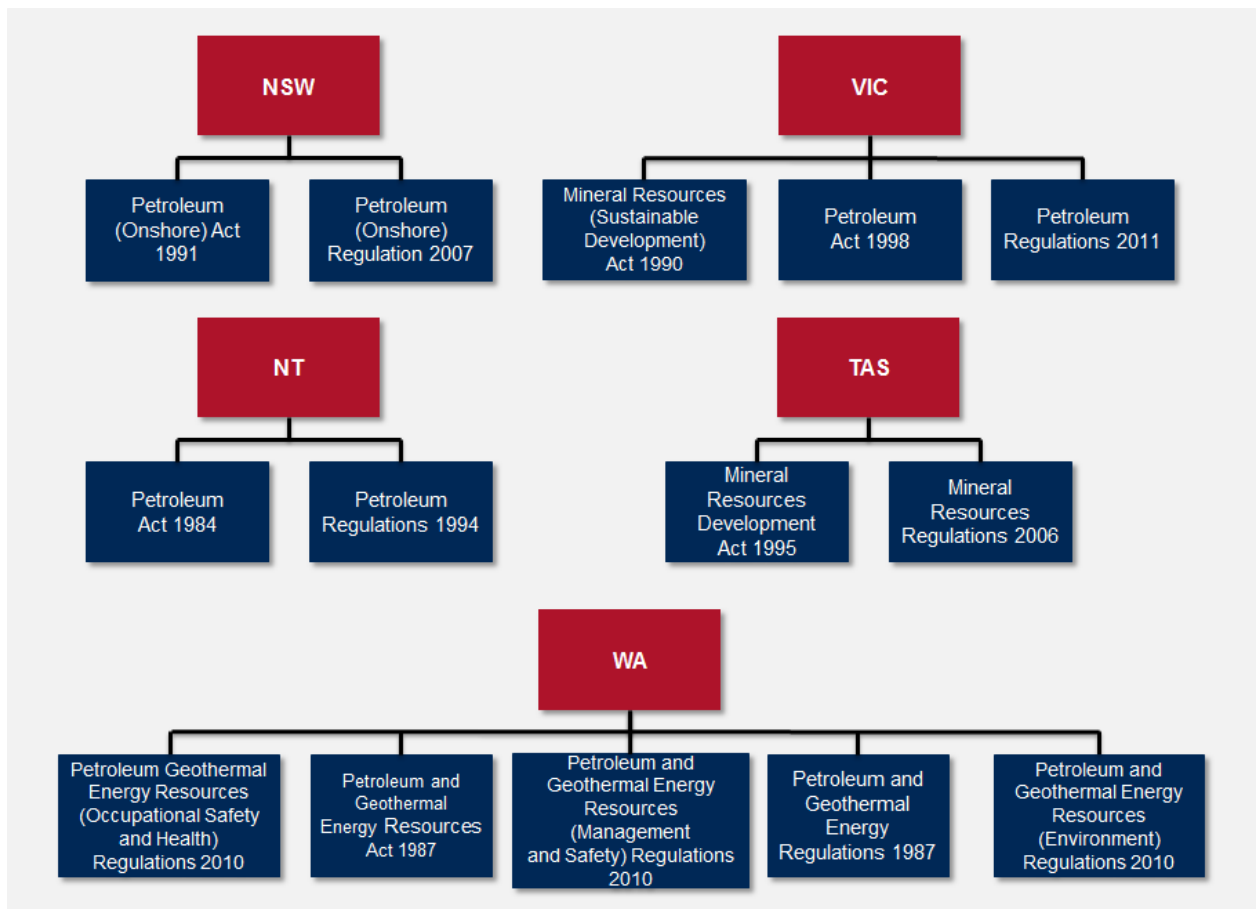 NSW
Petroleum
(Onshore) Act
1991
Petroleum
(Onshore)
Regulation 2007
VIC
Mineral Resources
(Sustainable
Development)
Act 1990
Petroleum
Act 1998
Petroleum
Regulations 2011
NT
Petroleum
Act 1984
Petroleum
Regulations 1994
TAS
Mineral
Resources
Development
Act 1995
Mineral
Resources
Regulations 2006
WA
Petroleum Geothermal
Energy Resources
(Occupational Safety
and Health)
Regulations 2010
Petroleum and
Geothermal
Energy Resources
Act 1987
Petroleum and
Geothermal Energy
Resources
(Management
and Safety) Regulations
2010
Petroleum and
Geothermal
Energy
Regulations 1987
Petroleum and
Geothermal Energy
Resources
(Environment)
Regulations 2010